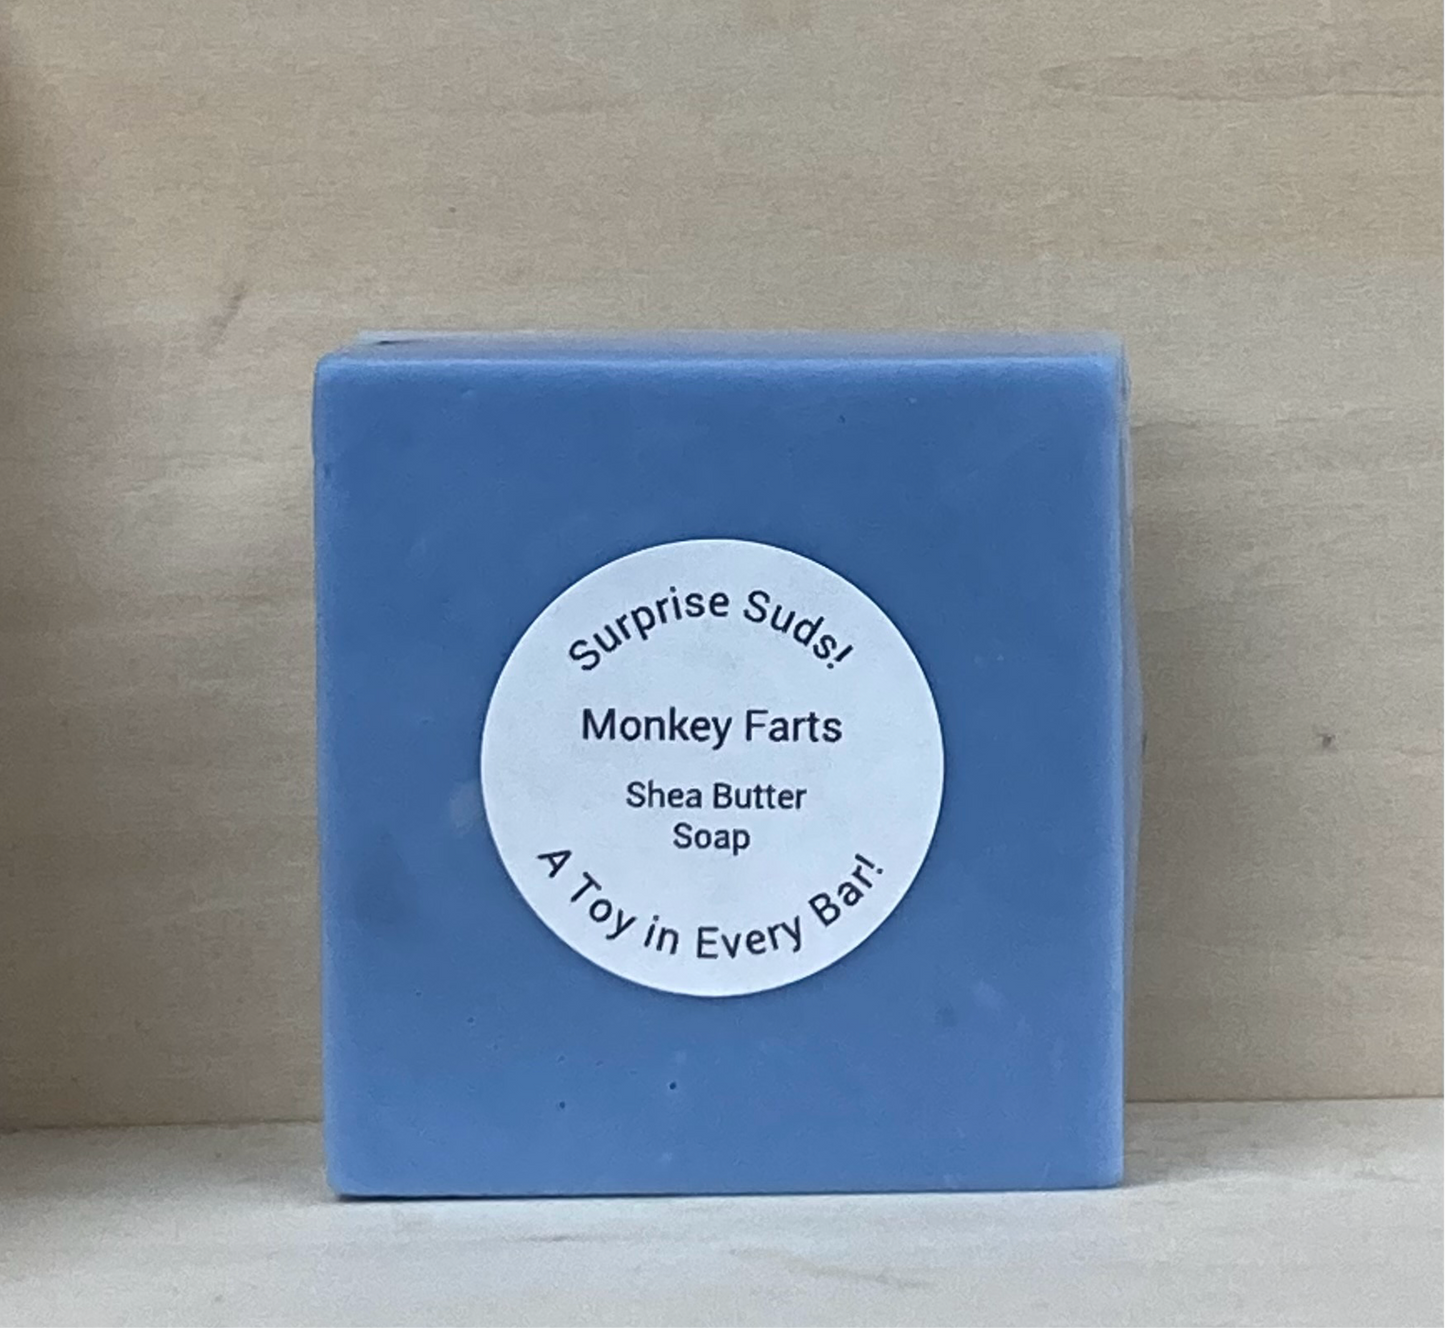 Surprise Suds!
Monkey Farts
Shea Butter
Soap
A Toy in Every Bar!